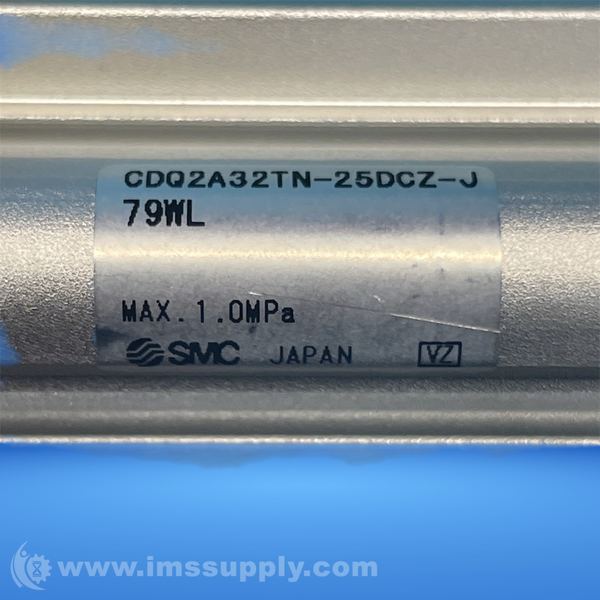 CDQ2A32TN-25DCZ-J
79WL
MAX. 1.0MPa
SMC JAPAN VZ
www.imssupply.com